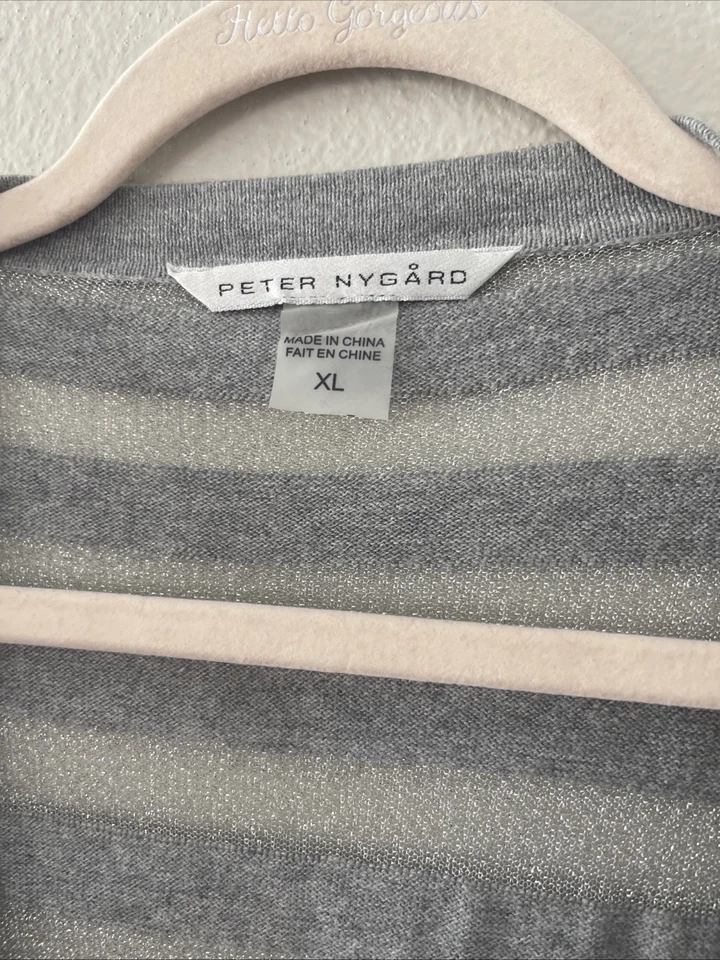 Hello Gorgeous
PETER NYGÅRD
MADE IN CHINA
FAIT EN CHINE
XL